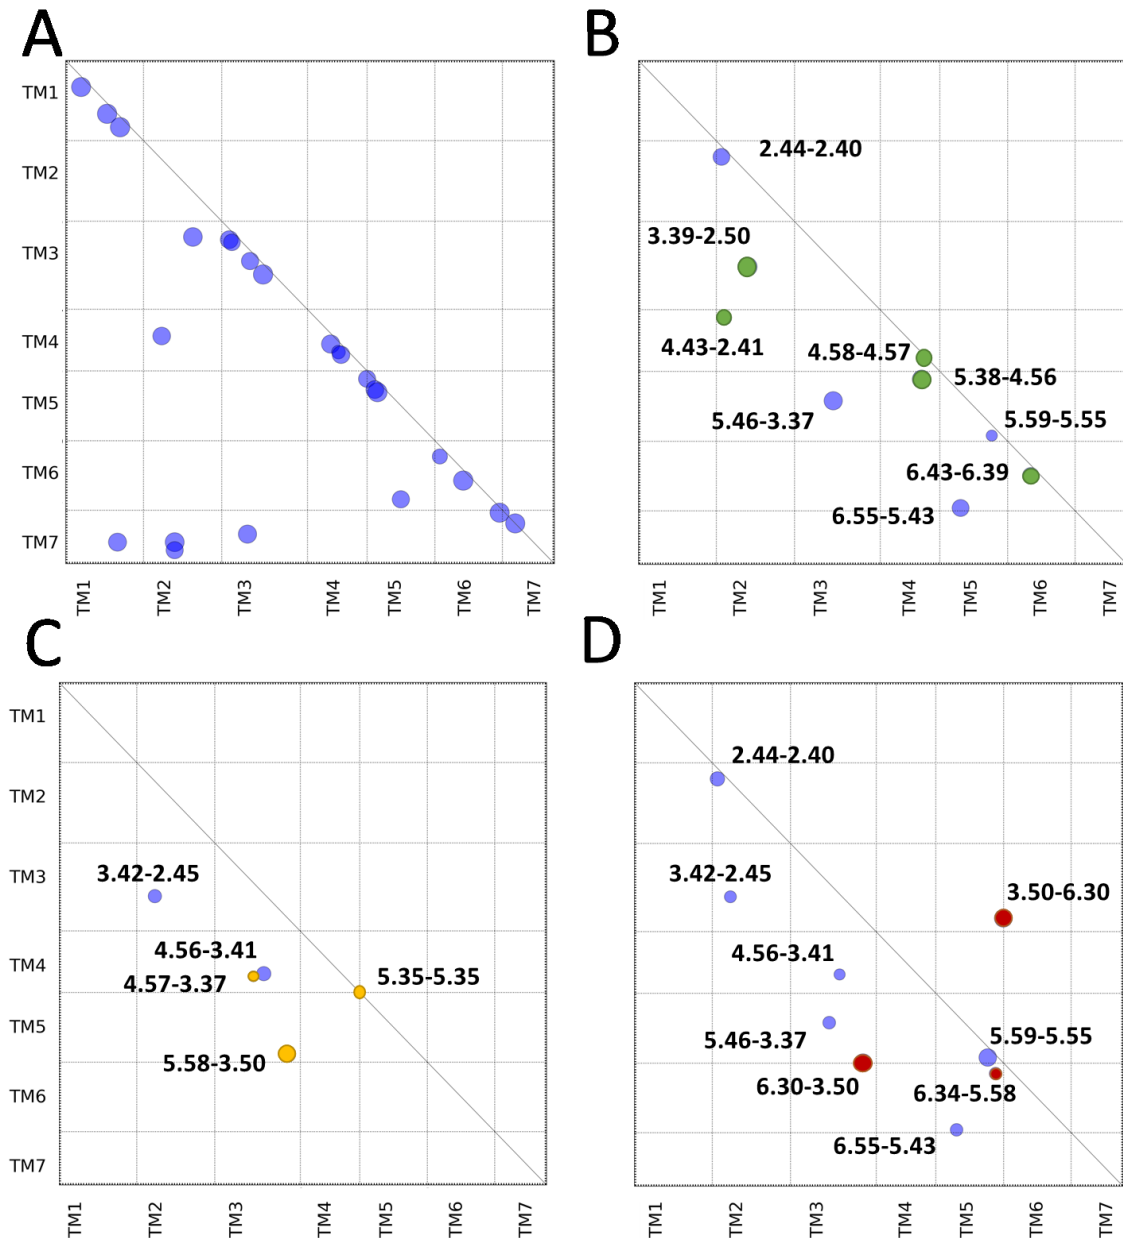 A
B
TM1
TM2
TM3
TM4
TM5
TM6
TM7
TM1
TM2
TM3
TM4
TM5
TM6
TM7
2.44-2.40
3.39-2.50
4.43-2.41
4.58-4.57
5.38-4.56
5.46-3.37
5.59-5.55
6.43-6.39
6.55-5.43
TM1
TM2
TM3
TM4
TM5
TM6
TM7
C
D
TM1
TM2
TM3
TM4
TM5
TM6
TM7
3.42-2.45
4.56-3.41
4.57-3.37
5.35-5.35
5.58-3.50
TM1
TM2
TM3
TM4
TM5
TM6
TM7
2.44-2.40
3.42-2.45
3.50-6.30
4.56-3.41
5.46-3.37
5.59-5.55
6.30-3.50
6.34-5.58
6.55-5.43
TM1
TM2
TM3
TM4
TM5
TM6
TM7